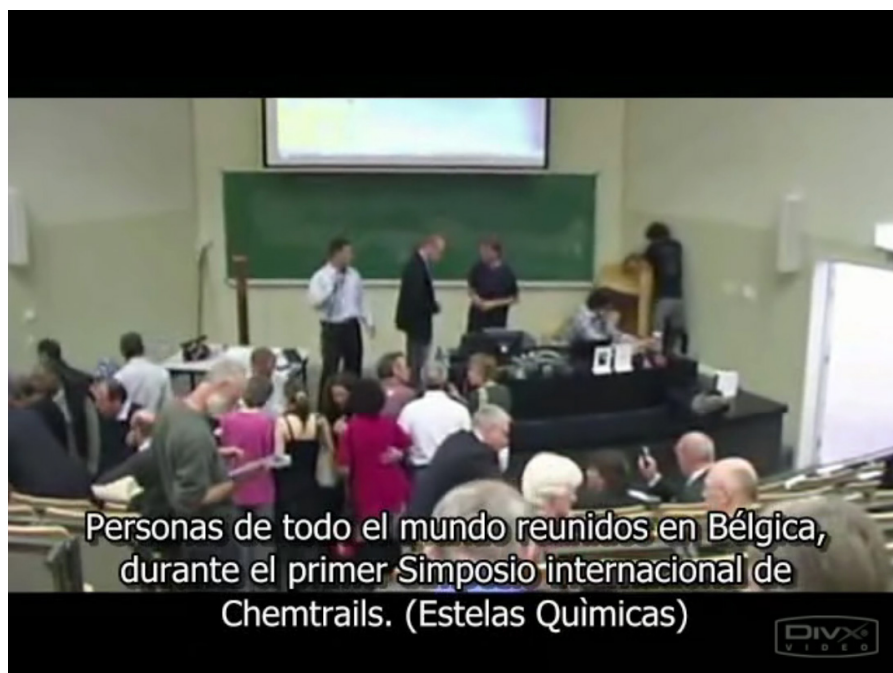 Personas de todo el mundo reunidos en Bélgica,
durante el primer Simposio internacional de
Chemtrails. (Estelas Quìmicas)
DIVX
VIDEO